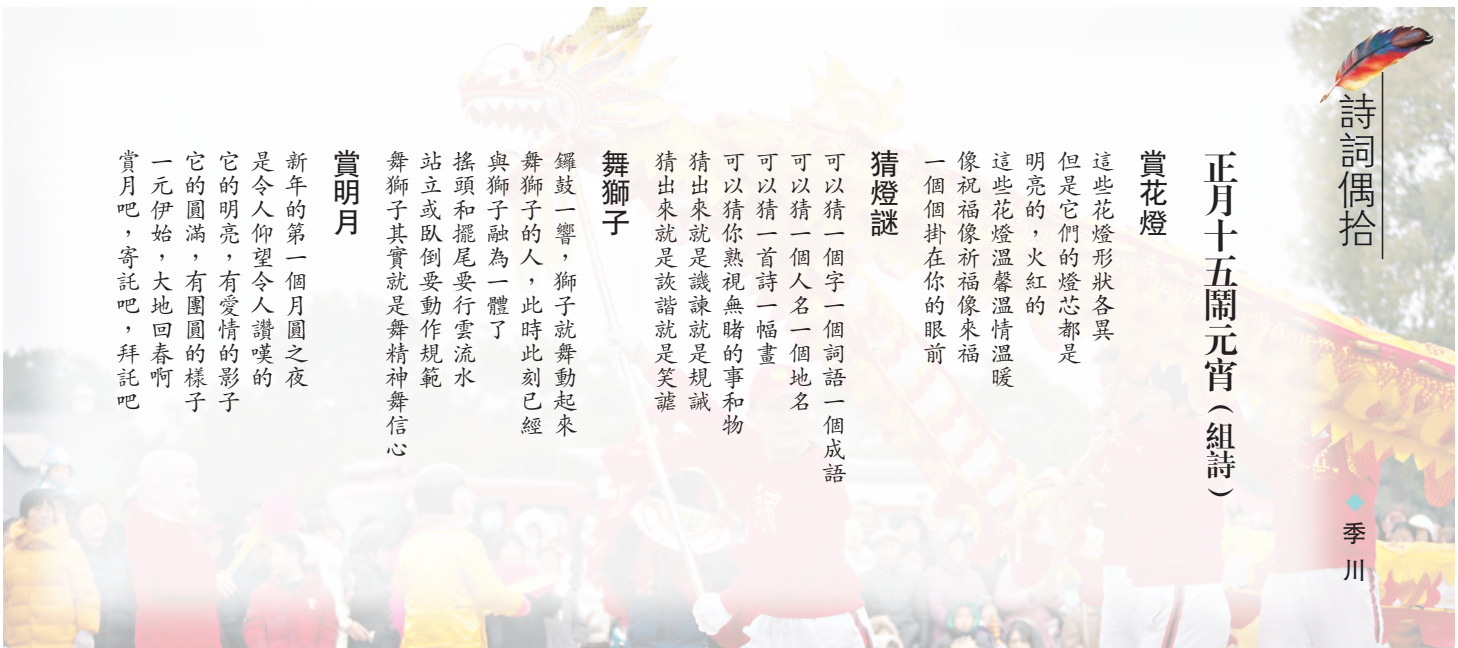 詩詞偶拾
◆季川
正月十五鬧元宵（組詩）
賞花燈
這些花燈形狀各異
但是它們的燈芯都是
明亮的，火紅的
這些花燈溫馨溫情溫暖
像祝福像祈福像來福
一個個掛在你的眼前
猜燈謎
可以猜一個字一個詞語一個成語
可以猜一個人名一個地名
可以猜一首詩一幅畫
可以猜你熟視無睹的事和物
猜出來就是譏諫就是規誡
猜出來就是詼諧就是笑謔
舞獅子
鑼鼓一響，獅子就舞動起來
舞獅子的人，此時此刻已經
與獅子融為一體了
搖頭和擺尾要行雲流水
站立或臥倒要動作規範
舞獅子其實就是舞精神舞信心
賞明月
新年的第一個月圓之夜
是令人仰望令人讚嘆的
它的明亮，有愛情的影子
它的圓滿，有團圓的樣子
一元伊始，大地回春啊
賞月吧，寄託吧，拜託吧